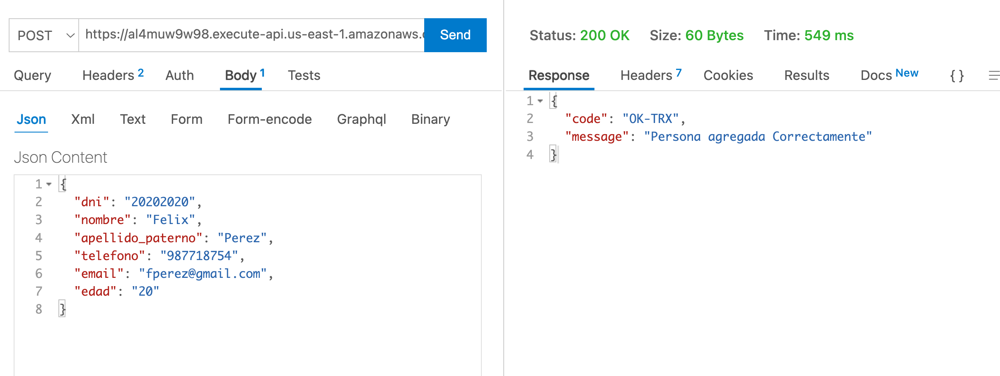 POST https://al4muw9w98.execute-api.us-east-1.amazonaws. Send
Query Headers 2 Auth Body 1 Tests
Json Xml Text Form Form-encode Graphql Binary
Json Content
1 {
2 "dni": "20202020",
3 "nombre": "Felix",
4 "apellido_paterno": "Perez",
5 "telefono": "987718754",
6 "email": "fperez@gmail.com",
7 "edad": "20"
8 }
Status: 200 OK Size: 60 Bytes Time: 549 ms
Response Headers 7 Cookies Results Docs New { }
1 {
2 "code": "OK-TRX",
3 "message": "Persona agregada Correctamente"
4 }